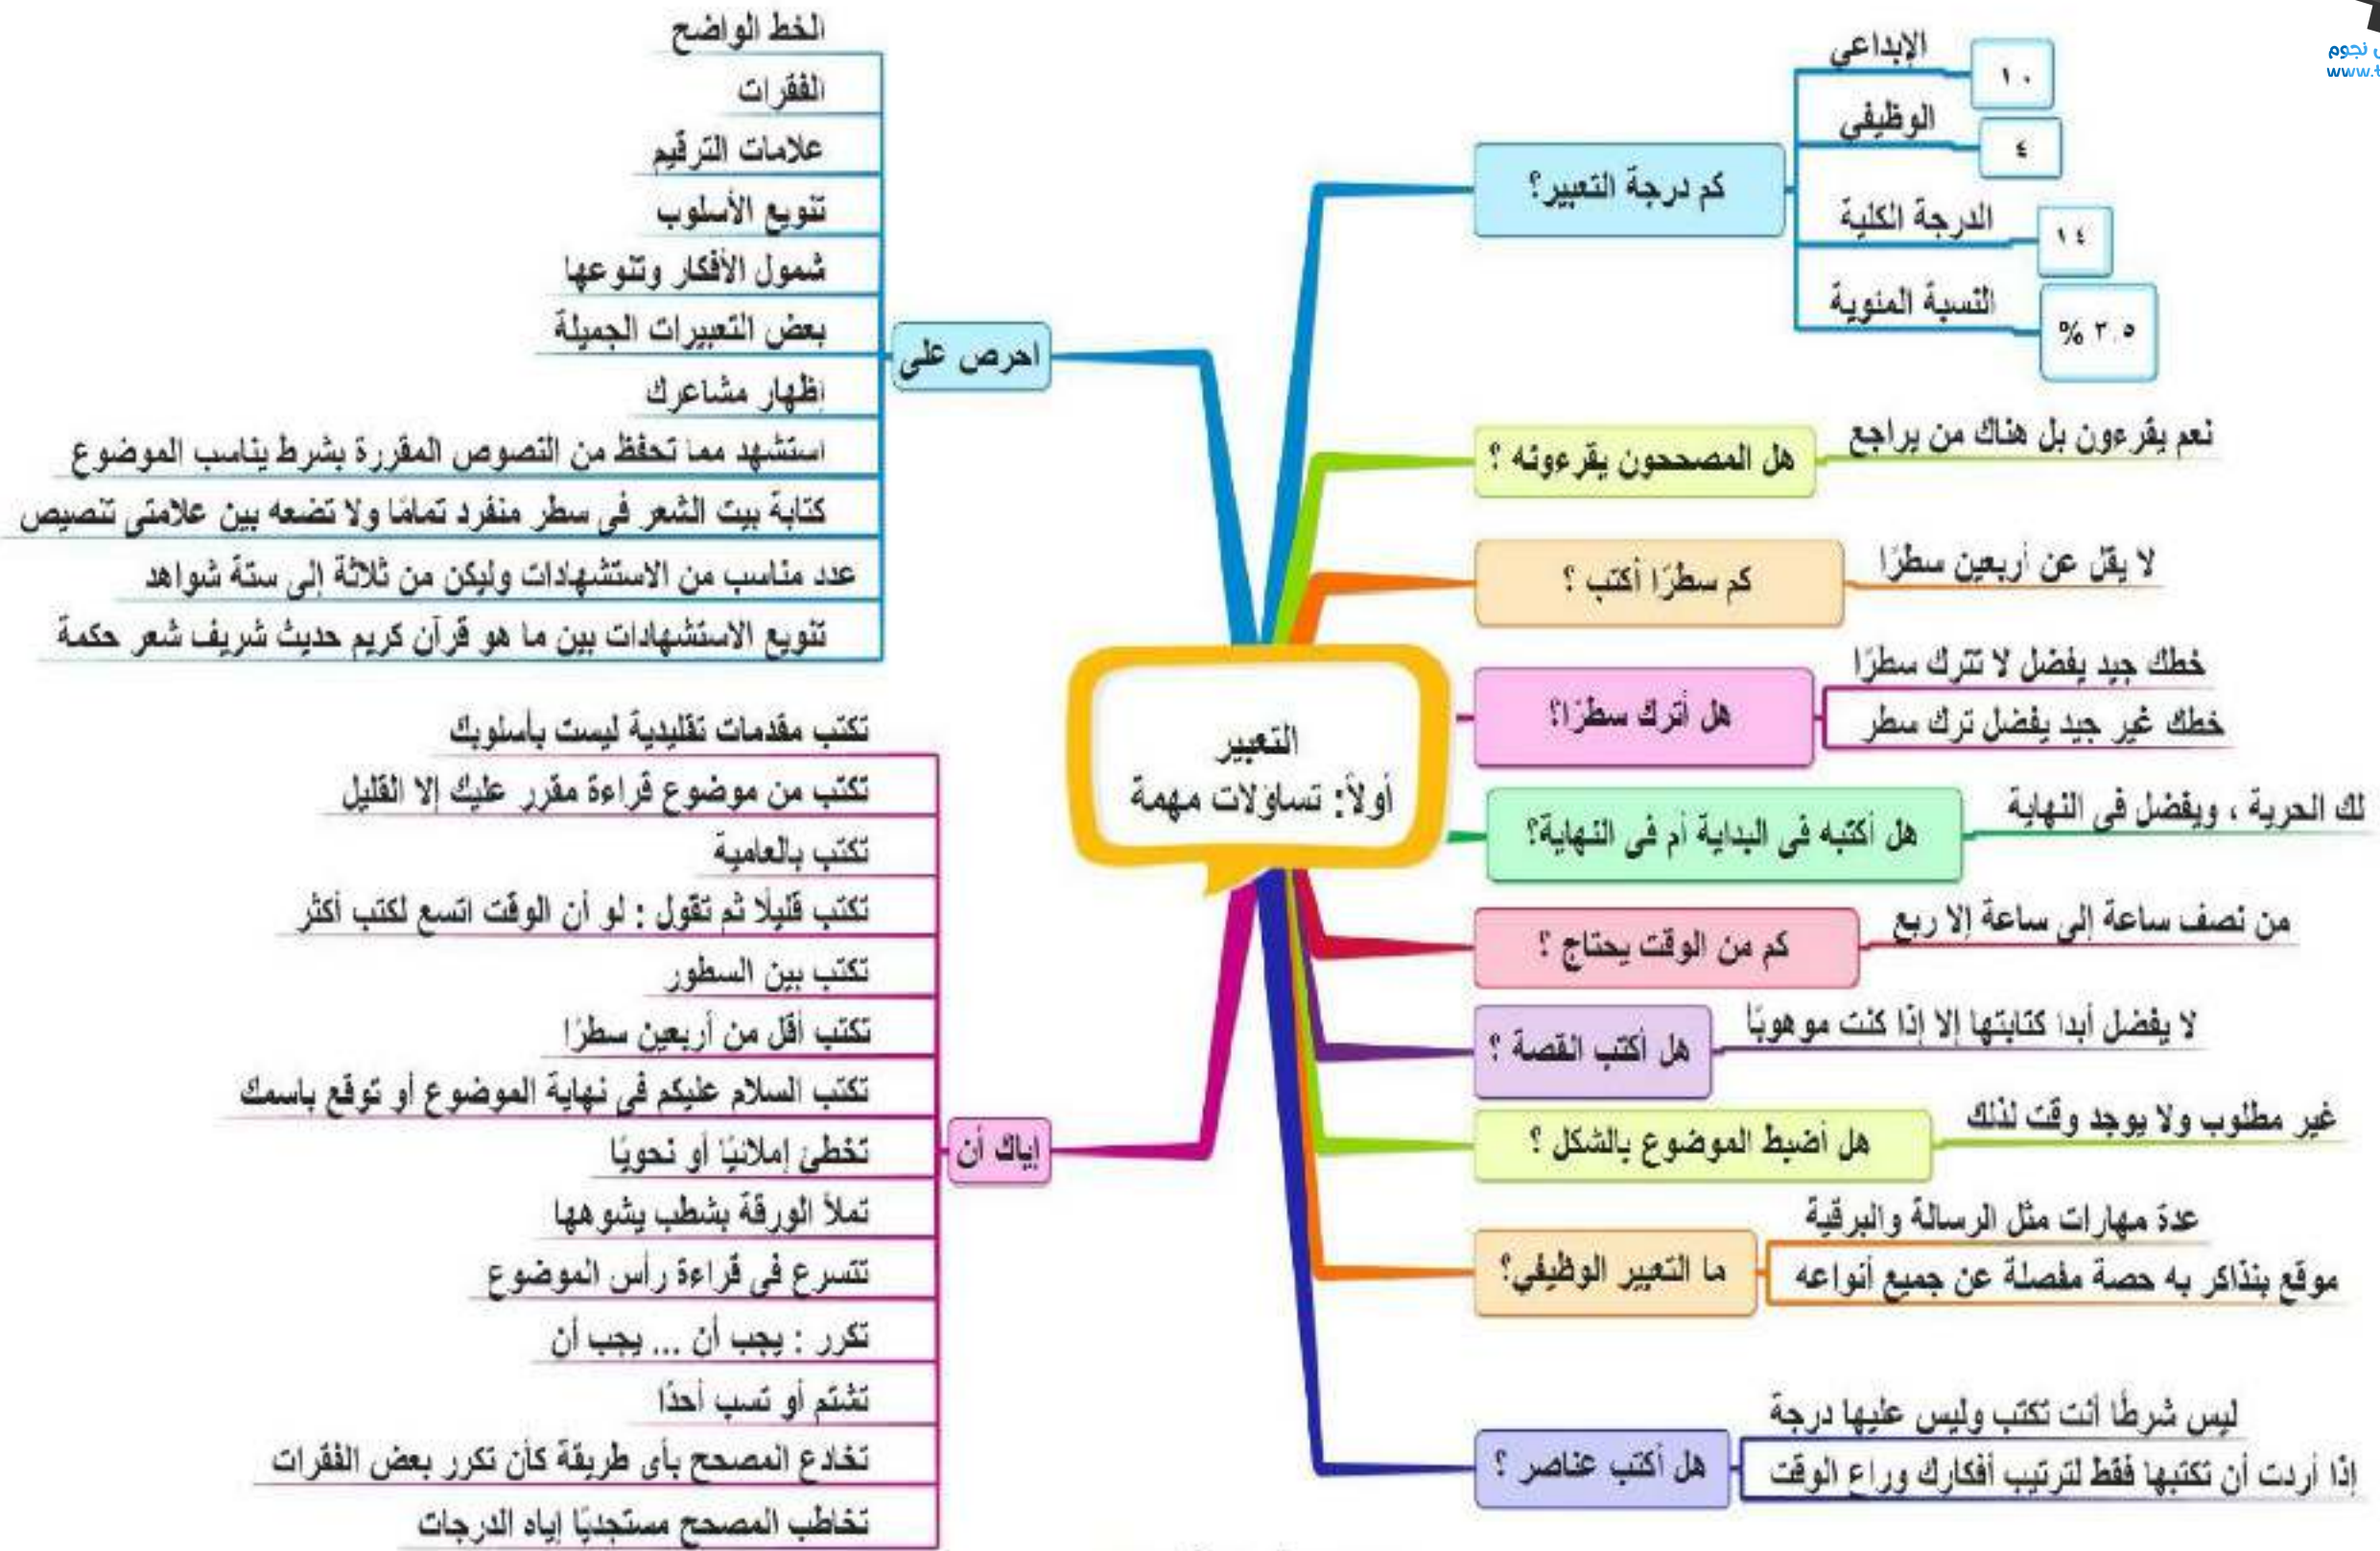 نجوم
www.t
التعبير
أولاً: تساؤلات مهمة
كم درجة التعبير؟
الإبداعي
١٠
الوظيفي
٤
الدرجة الكلية
١٤
النسبة المئوية
٣.٥ %
هل المصححون يقرءونه ؟
نعم يقرءون بل هناك من يراجع
كم سطرًا أكتب ؟
لا يقل عن أربعين سطرًا
هل أترك سطرًا؟
خطك جيد يفضل لا تترك سطرًا
خطك غير جيد يفضل ترك سطر
هل أكتبه فى البداية أم فى النهاية؟
لك الحرية ، ويفضل فى النهاية
كم من الوقت يحتاج ؟
من نصف ساعة إلى ساعة إلا ربع
هل أكتب القصة ؟
لا يفضل أبدا كتابتها إلا إذا كنت موهوبًا
هل أضبط الموضوع بالشكل ؟
غير مطلوب ولا يوجد وقت لذلك
ما التعبير الوظيفي؟
عدة مهارات مثل الرسالة والبرقية
موقع بنذاكر به حصة مفصلة عن جميع أنواعه
هل أكتب عناصر ؟
ليس شرطًا أنت تكتب وليس عليها درجة
إذا أردت أن تكتبها فقط لترتيب أفكارك وراع الوقت
احرص على
الخط الواضح
الفقرات
علامات الترقيم
تنويع الأسلوب
شمول الأفكار وتنوعها
بعض التعبيرات الجميلة
إظهار مشاعرك
استشهد مما تحفظ من النصوص المقررة بشرط يناسب الموضوع
كتابة بيت الشعر فى سطر منفرد تمامًا ولا تضعه بين علامتى تنصيص
عدد مناسب من الاستشهادات وليكن من ثلاثة إلى ستة شواهد
تنويع الاستشهادات بين ما هو قرآن كريم حديث شريف شعر حكمة
إياك أن
تكتب مقدمات تقليدية ليست بأسلوبك
تكتب من موضوع قراءة مقرر عليك إلا القليل
تكتب بالعامية
تكتب قليلًا ثم تقول : لو أن الوقت اتسع لكتب أكثر
تكتب بين السطور
تكتب أقل من أربعين سطرًا
تكتب السلام عليكم فى نهاية الموضوع أو توقع باسمك
تخطئ إملائيًا أو نحويًا
تملأ الورقة بشطب يشوهها
تتسرع فى قراءة رأس الموضوع
تكرر : يجب أن ... يجب أن
تشتم أو تسب أحدًا
تخادع المصحح بأى طريقة كأن تكرر بعض الفقرات
تخاطب المصحح مستجديًا إياه الدرجات